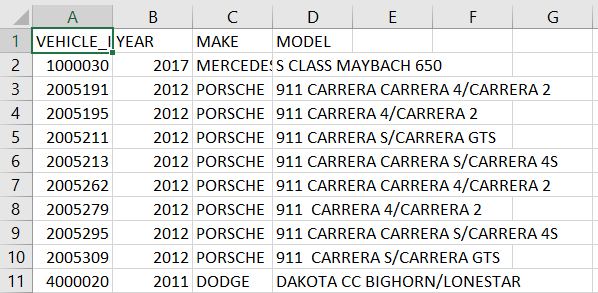 A B C D E F G
1 VEHICLE_I YEAR MAKE MODEL
2 1000030 2017 MERCEDES S CLASS MAYBACH 650
3 2005191 2012 PORSCHE 911 CARRERA CARRERA 4/CARRERA 2
4 2005195 2012 PORSCHE 911 CARRERA 4/CARRERA 2
5 2005211 2012 PORSCHE 911 CARRERA S/CARRERA GTS
6 2005213 2012 PORSCHE 911 CARRERA CARRERA S/CARRERA 4S
7 2005262 2012 PORSCHE 911 CARRERA CARRERA 4/CARRERA 2
8 2005279 2012 PORSCHE 911  CARRERA 4/CARRERA 2
9 2005295 2012 PORSCHE 911 CARRERA CARRERA S/CARRERA 4S
10 2005309 2012 PORSCHE 911  CARRERA S/CARRERA GTS
11 4000020 2011 DODGE DAKOTA CC BIGHORN/LONESTAR